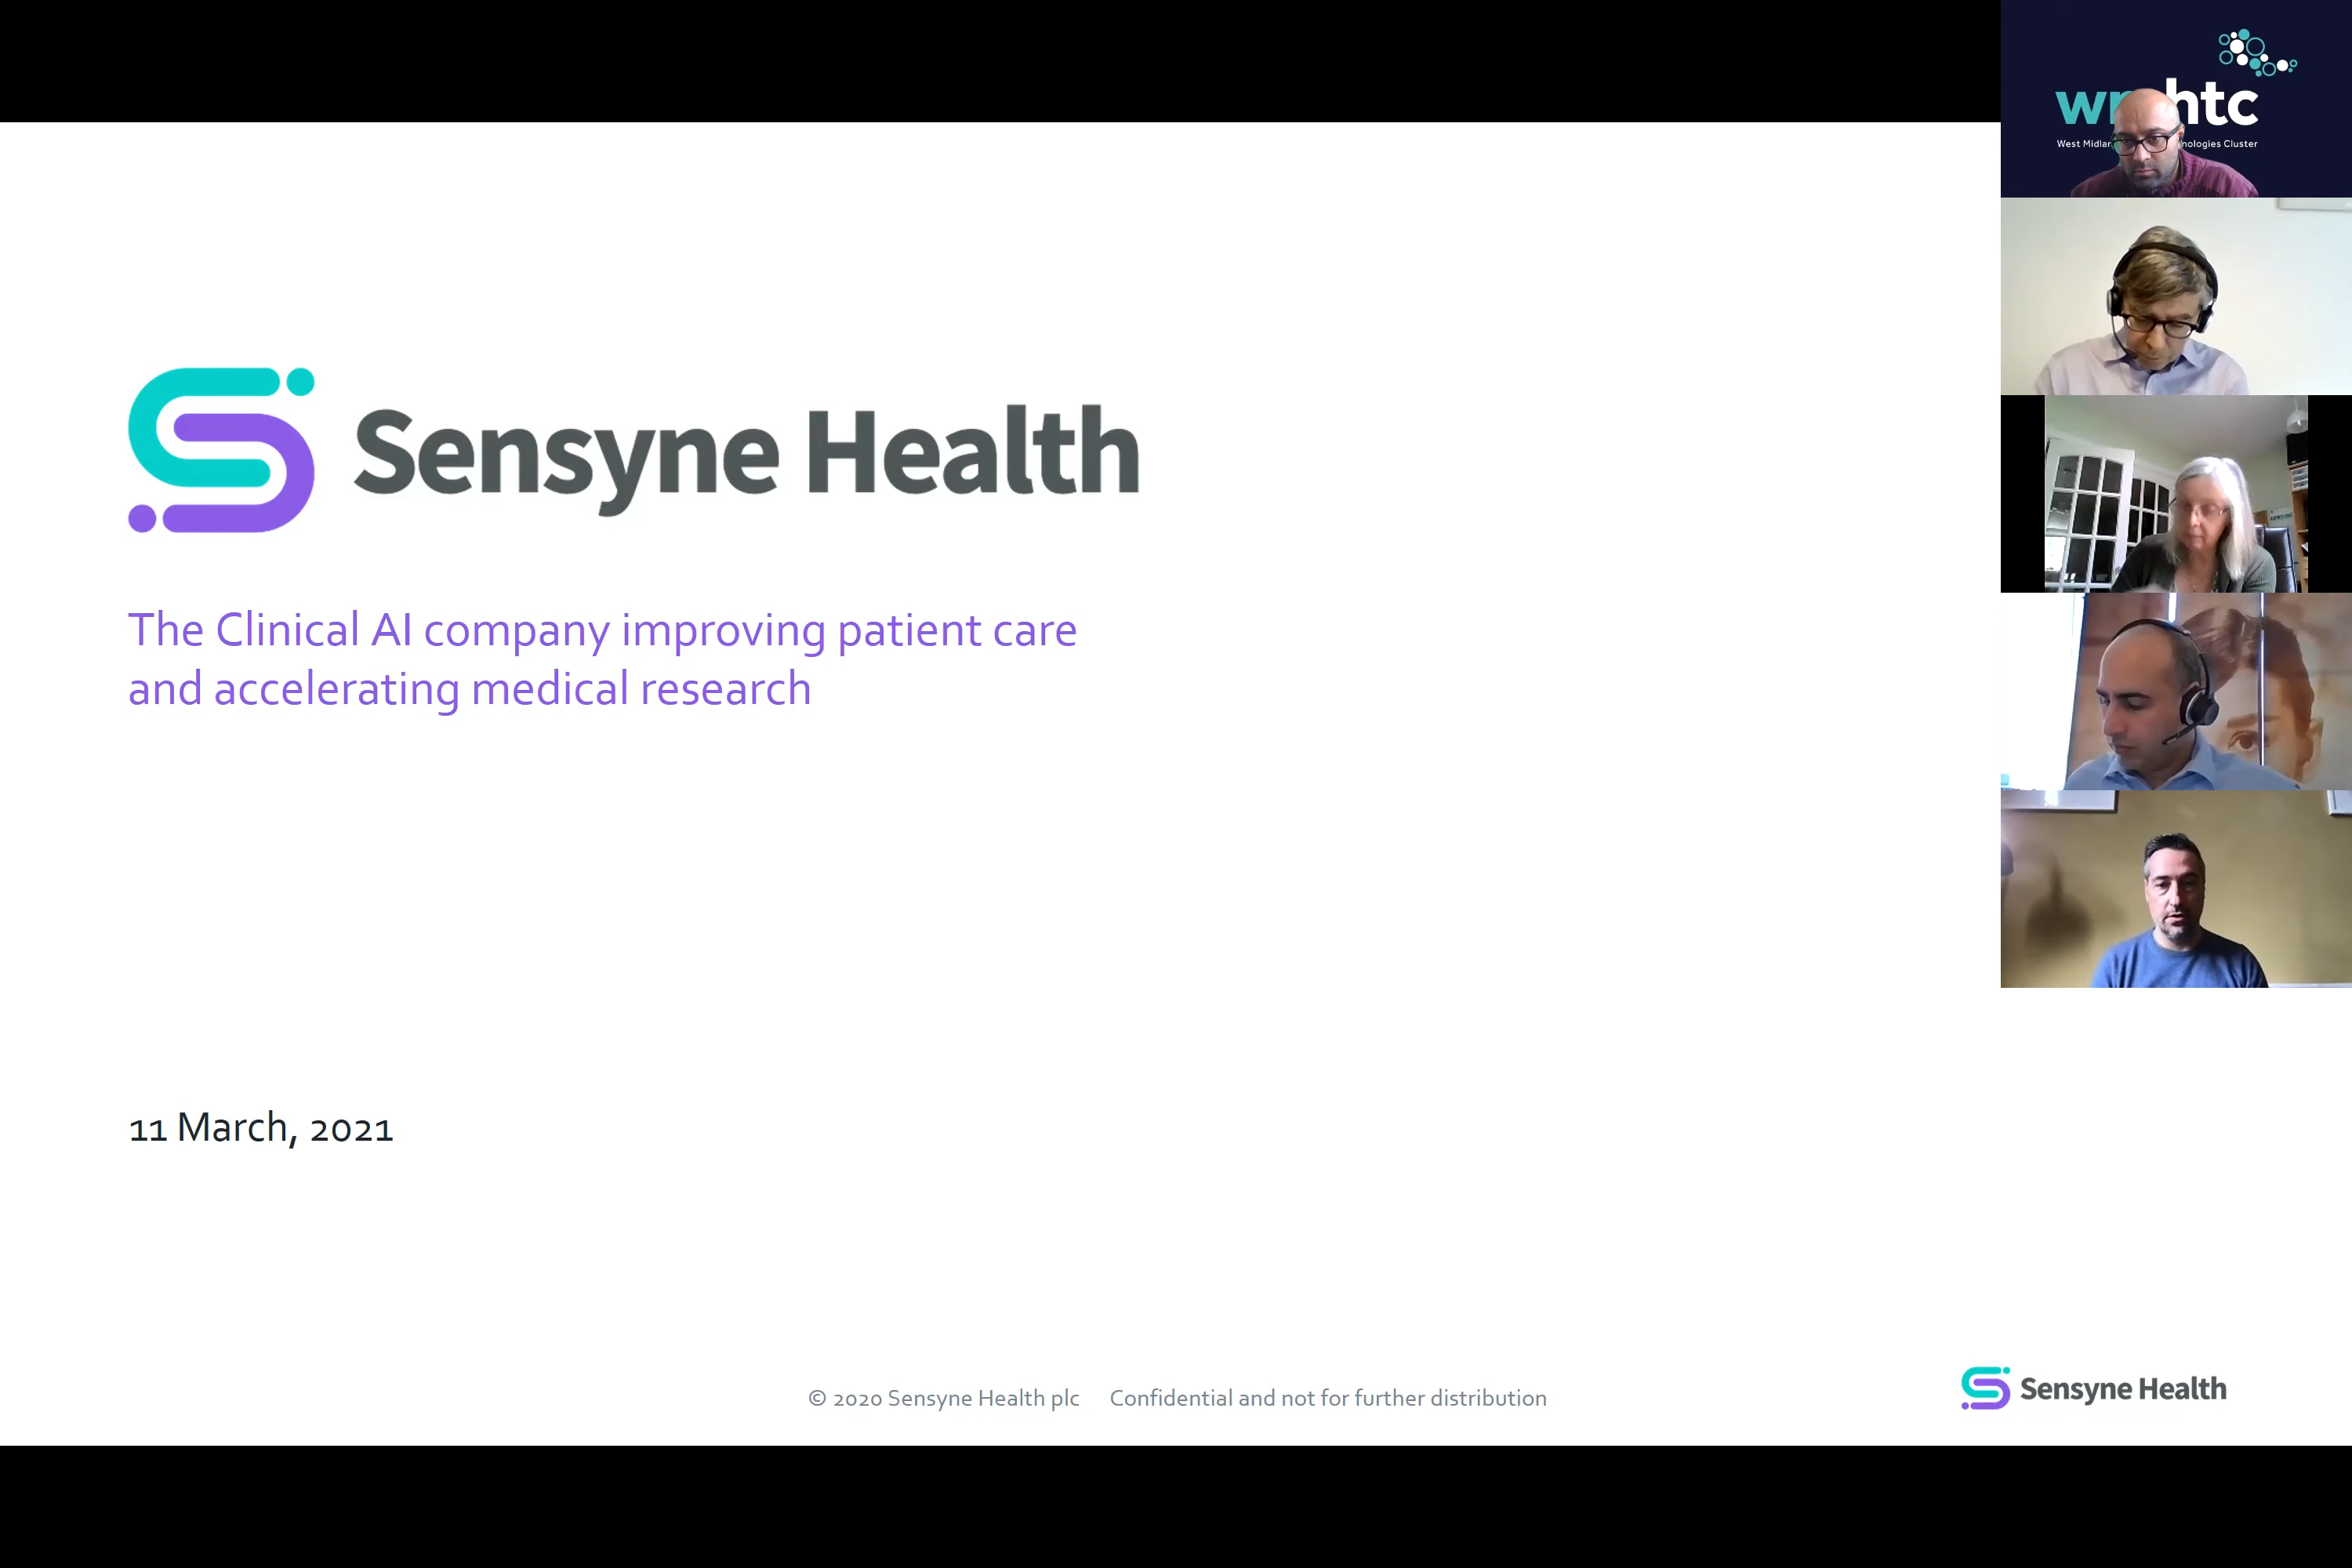 htc
West
nologies Cluster
Sensyne Health
The Clinical AI company improving patient care
and accelerating medical research
11 March, 2021
© 2020 Sensyne Health plc Confidential and not for further distribution
Sensyne Health